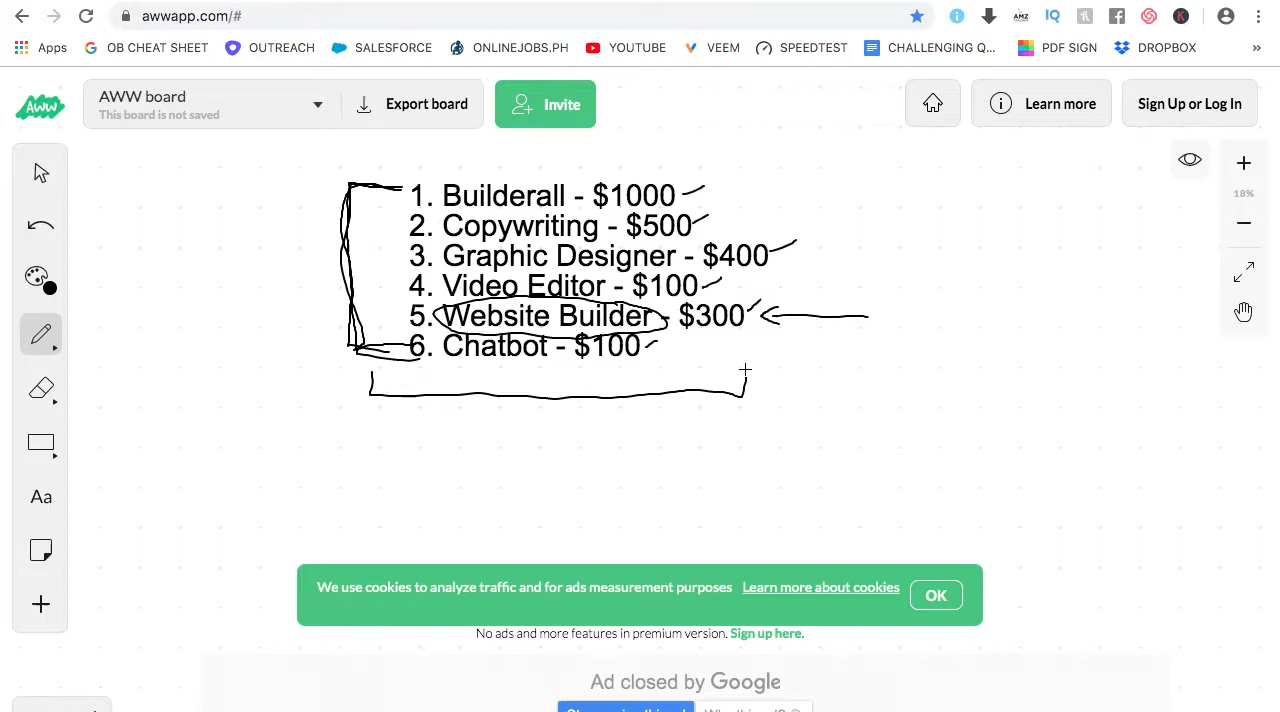 awwapp.com/#
Apps OB CHEAT SHEET OUTREACH SALESFORCE ONLINEJOBS.PH YOUTUBE VEEM SPEEDTEST CHALLENGING Q... PDF SIGN DROPBOX »
AMZ IQ K
AWW
AWW board
This board is not saved
Export board
Invite
Learn more
Sign Up or Log In
18%
Aa
1. Builderall - $1000
2. Copywriting - $500
3. Graphic Designer - $400
4. Video Editor - $100
5. Website Builder - $300
6. Chatbot - $100
We use cookies to analyze traffic and for ads measurement purposes Learn more about cookies OK
No ads and more features in premium version. Sign up here.
Ad closed by Google